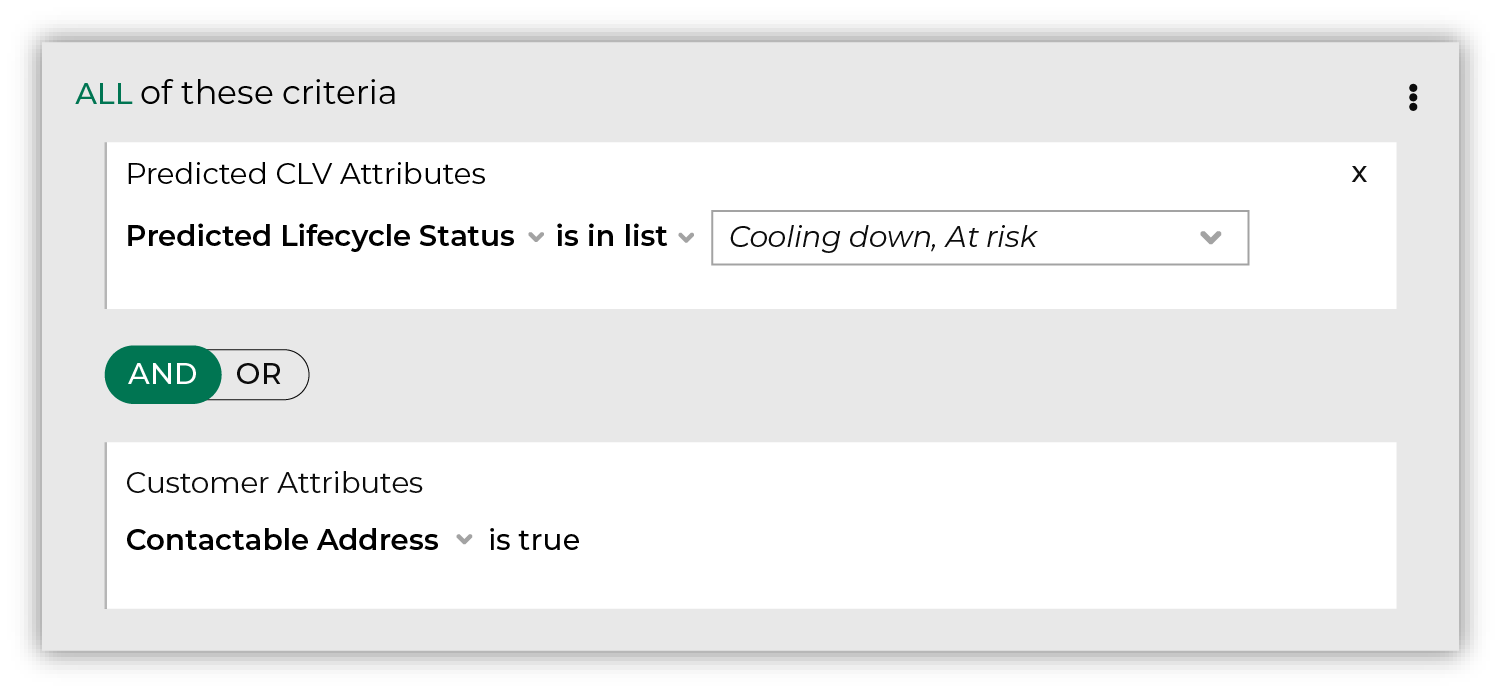 ALL of these criteria
Predicted CLV Attributes x
Predicted Lifecycle Status is in list Cooling down, At risk
AND OR
Customer Attributes
Contactable Address is true